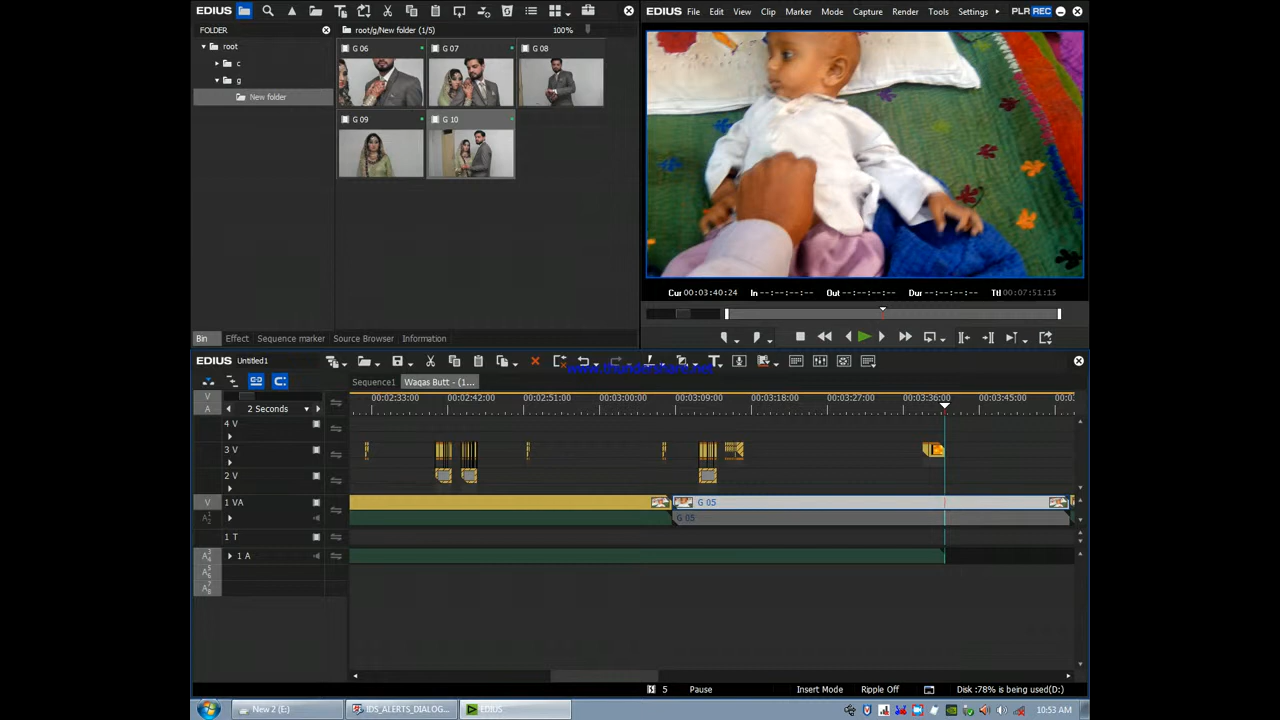 EDIUS
EDIUS File Edit View Clip Marker Mode Capture Render Tools Settings PLR REC
FOLDER
root/g/New folder (1/5) 100%
root
c
g
New folder
G 06
G 07
G 08
G 09
G 10
Cur 00:03:40:24 In --:--:--:-- Out --:--:--:-- Dur --:--:--:-- Ttl 00:07:51:15
Bin Effect Sequence marker Source Browser Information
EDIUS Untitled1
www.thundershare.net
Sequence1 Waqas Butt - (1...
V
A
2 Seconds
00:02:33:00 00:02:42:00 00:02:51:00 00:03:00:00 00:03:09:00 00:03:18:00 00:03:27:00 00:03:36:00 00:03:45:00
4 V
3 V
2 V
V 1 VA G 05
G 05
1 T
1 A
5 Pause Insert Mode Ripple Off Disk :78% is being used(D:)
New 2 (E:) IDS_ALERTS_DIALOG... EDIUS 10:53 AM